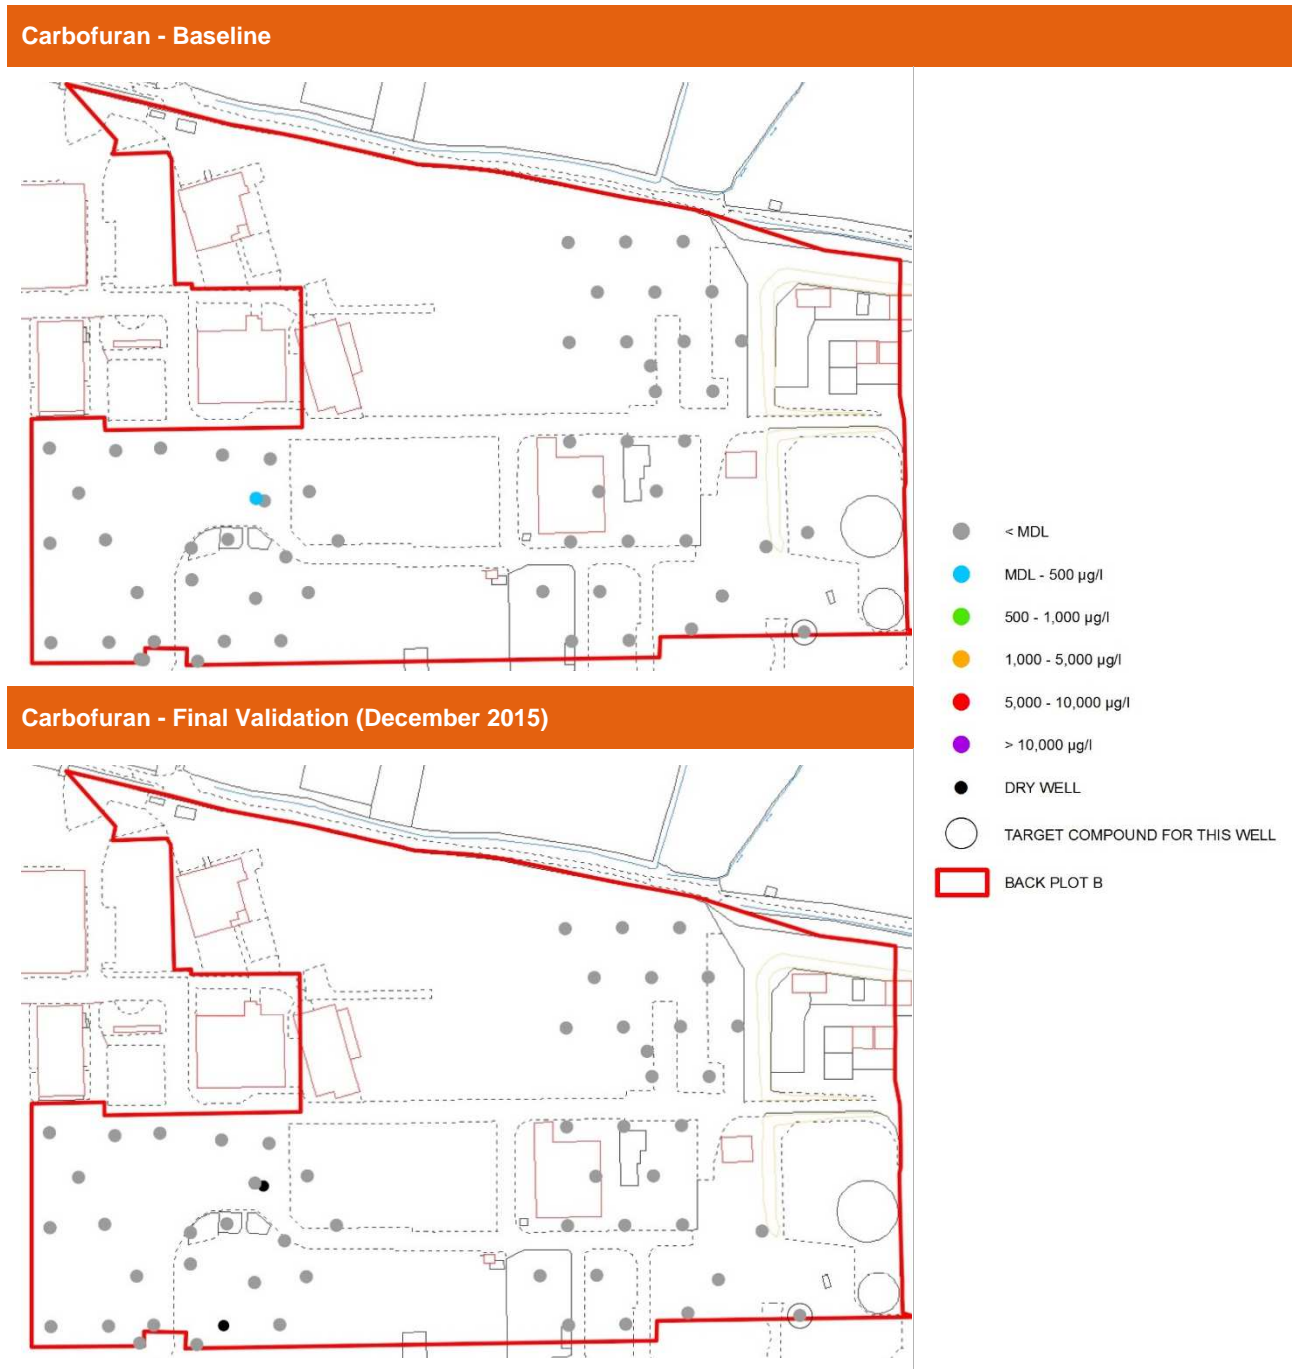 Carbofuran - Baseline
< MDL
MDL - 500 µg/l
500 - 1,000 µg/l
1,000 - 5,000 µg/l
5,000 - 10,000 µg/l
> 10,000 µg/l
DRY WELL
TARGET COMPOUND FOR THIS WELL
BACK PLOT B
Carbofuran - Final Validation (December 2015)